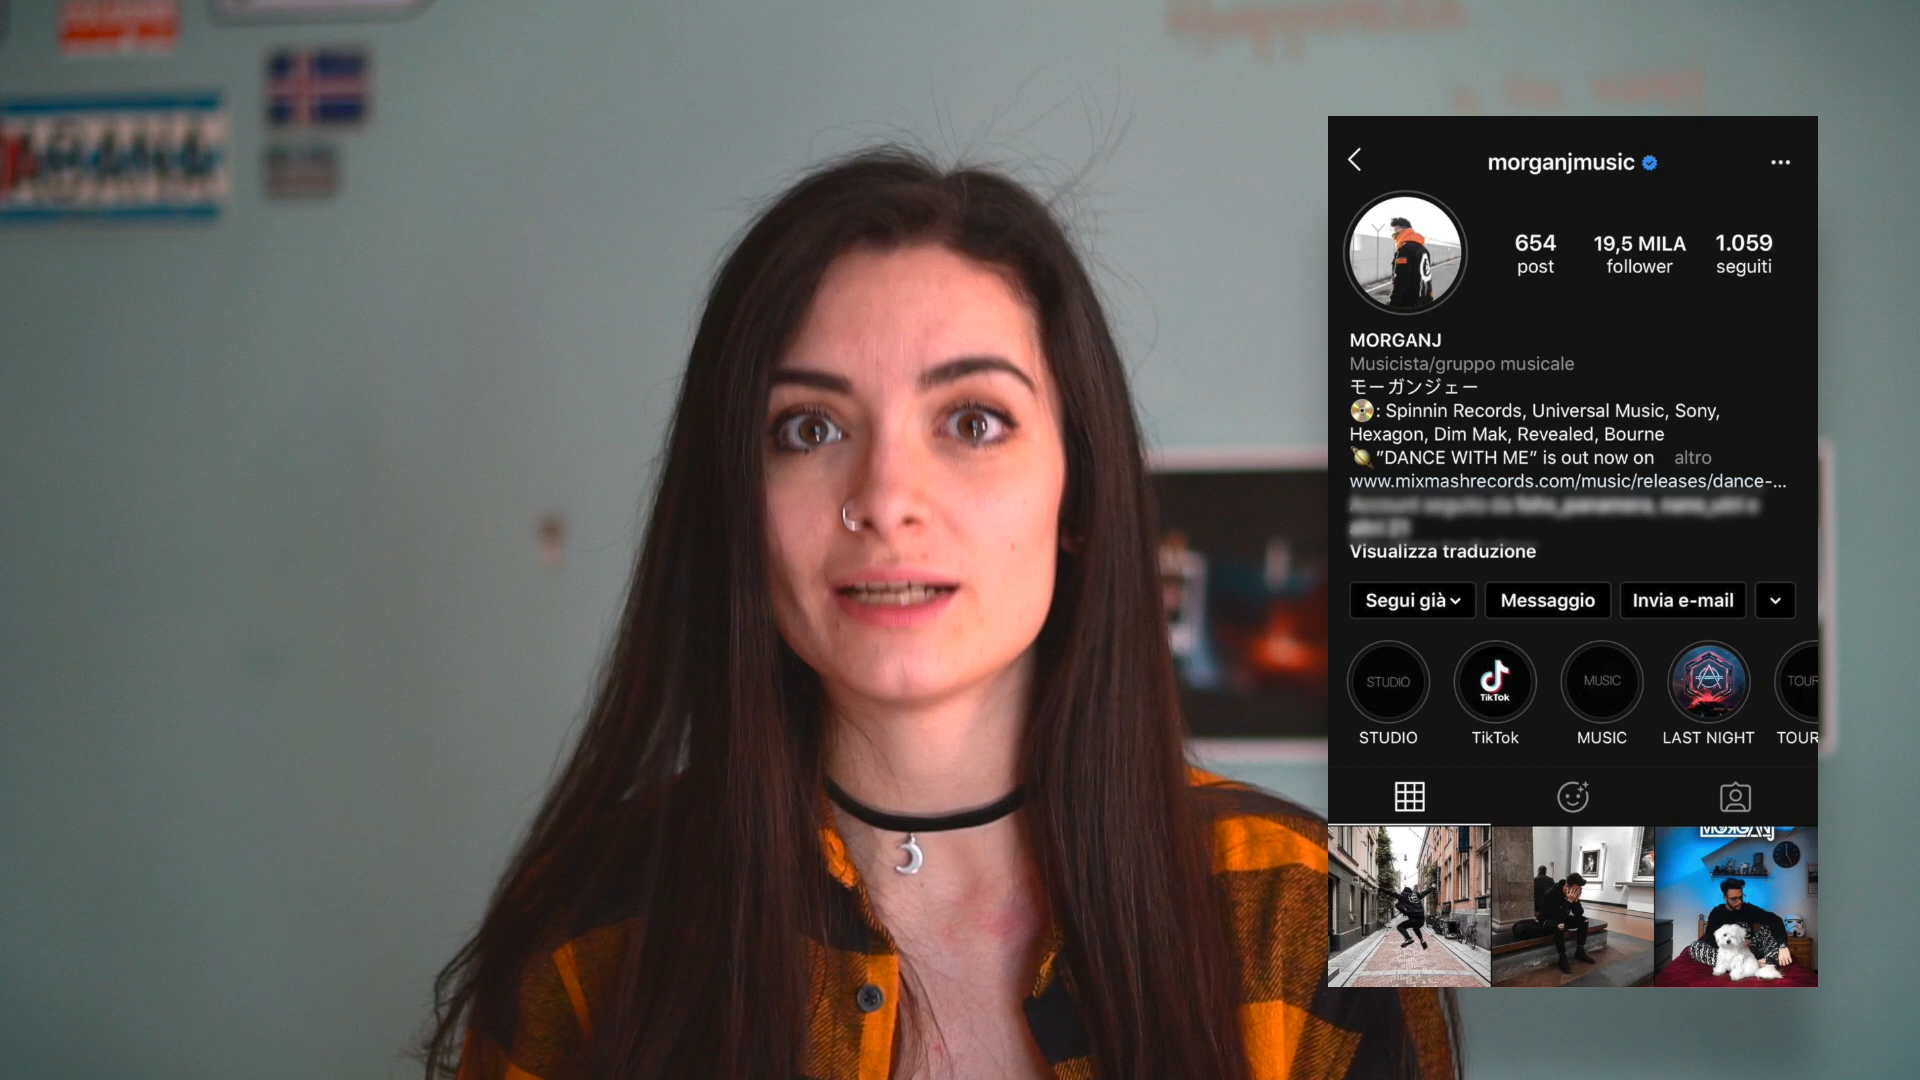 morganjmusic
654
19,5 MILA
1.059
post
follower
seguiti
MORGANJ
Musicista/gruppo musicale
モーガンジェー
: Spinnin Records, Universal Music, Sony,
Hexagon, Dim Mak, Revealed, Bourne
"DANCE WITH ME" is out now on altro
www.mixmashrecords.com/music/releases/dance-...
Visualizza traduzione
Segui già
Messaggio
Invia e-mail
STUDIO
TikTok
MUSIC
TOUR
STUDIO
TikTok
MUSIC
LAST NIGHT
TOUR
MORGANJ